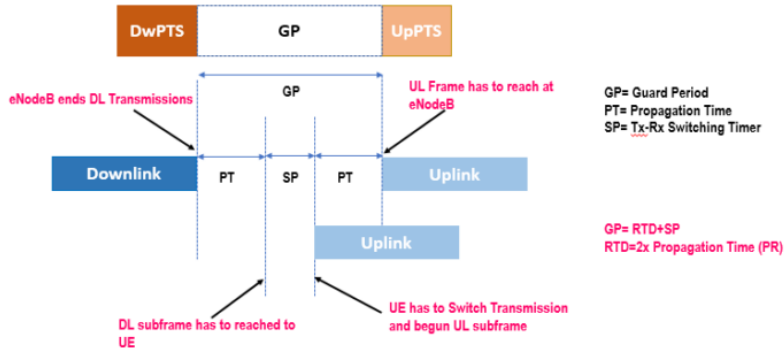 DwPTS
GP
UpPTS
eNodeB ends DL Transmissions
GP
UL Frame has to reach at
eNodeB
GP= Guard Period
PT= Propagation Time
SP= Tx-Rx Switching Timer
Downlink
PT
SP
PT
Uplink
Uplink
GP= RTD+SP
RTD=2x Propagation Time (PR)
DL subframe has to reached to
UE
UE has to Switch Transmission
and begun UL subframe